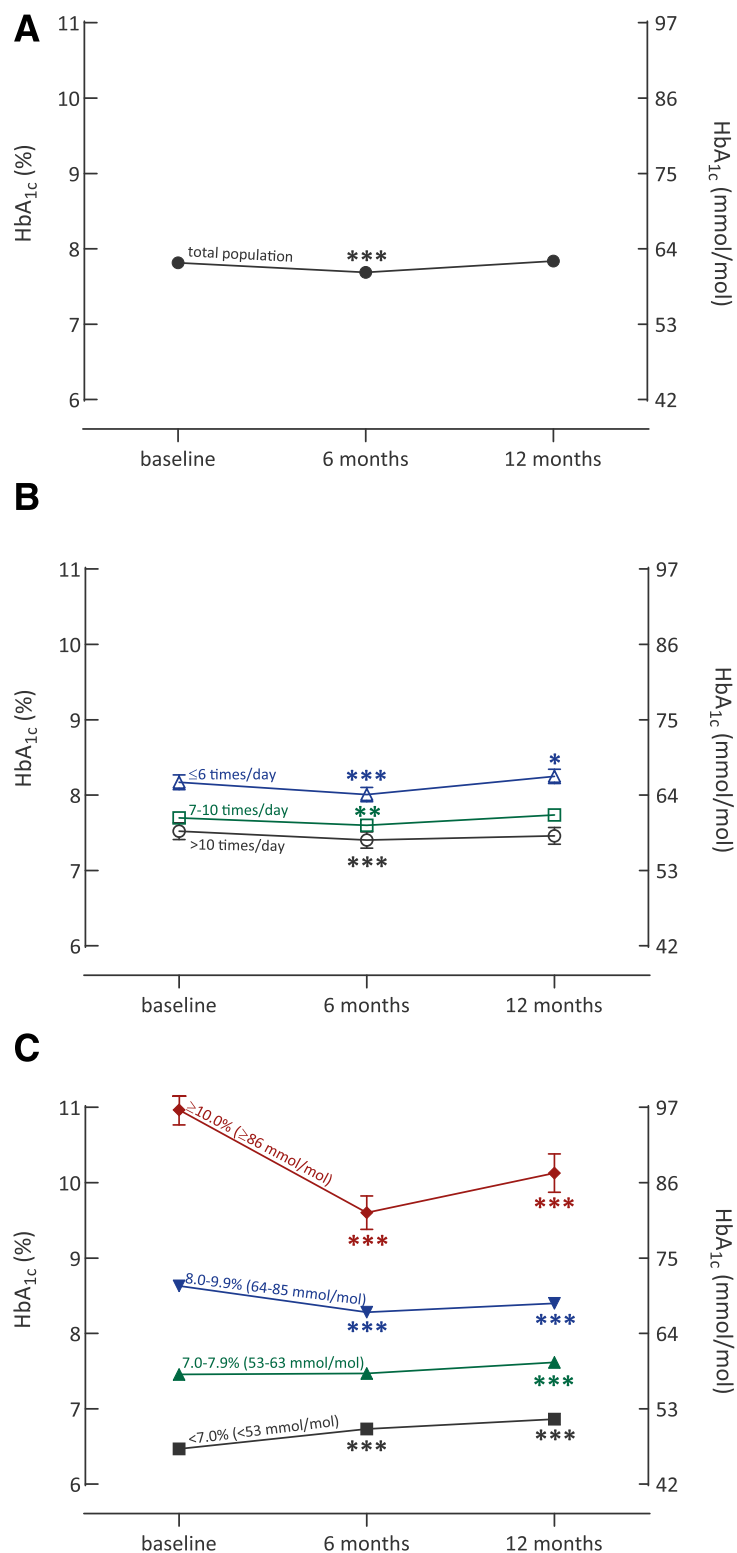 A
11
97
10
86
9
75
HbA1c (%)
HbA1c (mmol/mol)
8
64
total population
***
7
53
6
42
baseline
6 months
12 months
B
11
97
10
86
9
75
HbA1c (%)
HbA1c (mmol/mol)
*
≤6 times/day
***
8
64
7-10 times/day
**
>10 times/day
***
7
53
6
42
baseline
6 months
12 months
C
11
97
≥10.0% (≥86 mmol/mol)
10
86
***
***
9
75
HbA1c (%)
HbA1c (mmol/mol)
8.0-9.9% (64-85 mmol/mol)
***
***
8
64
7.0-7.9% (53-63 mmol/mol)
***
7
53
<7.0% (<53 mmol/mol)
***
***
6
42
baseline
6 months
12 months